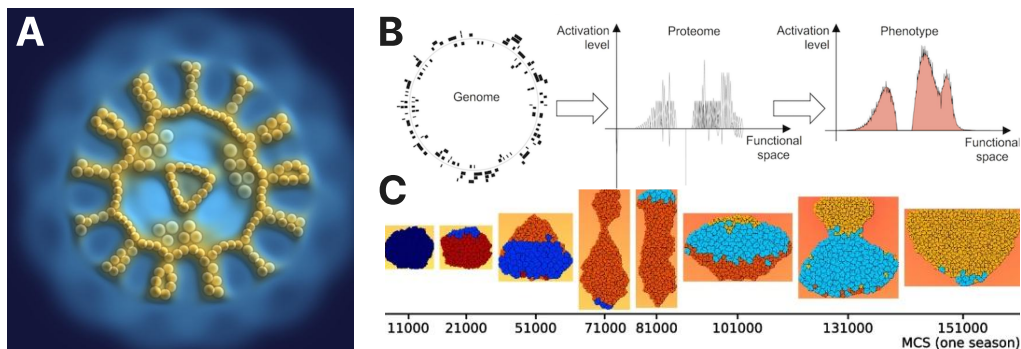 A
B
Activation
level
Proteome
Activation
level
Phenotype
Genome
Functional
space
Functional
space
C
11000 21000 51000 71000 81000 101000 131000 151000
MCS (one season)